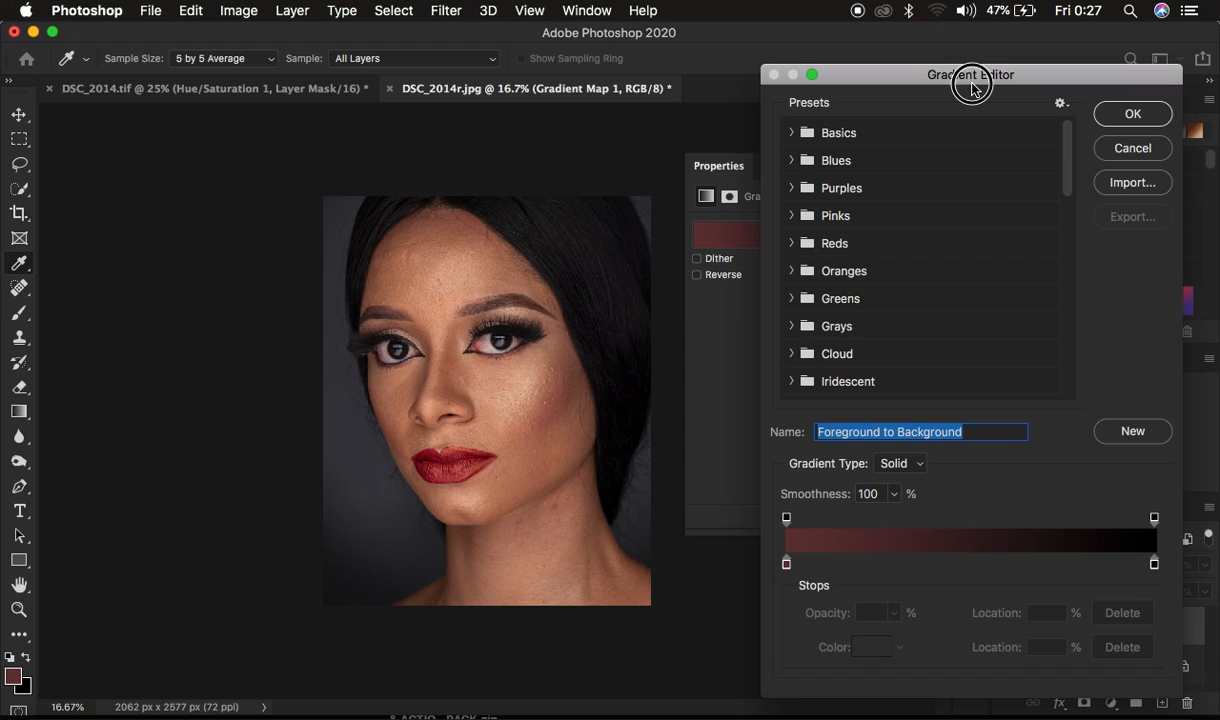 Photoshop File Edit Image Layer Type Select Filter 3D View Window Help 47% Fri 0:27
Adobe Photoshop 2020
Sample Size: 5 by 5 Average Sample: All Layers Show Sampling Ring
× DSC_2014.tif @ 25% (Hue/Saturation 1, Layer Mask/16) * × DSC_2014r.jpg @ 16.7% (Gradient Map 1, RGB/8) *
Gradient Editor
Presets
Basics
Blues
Purples
Pinks
Reds
Oranges
Greens
Grays
Cloud
Iridescent
OK
Cancel
Import...
Export...
Properties
Gra
Dither
Reverse
Name: Foreground to Background New
Gradient Type: Solid
Smoothness: 100 %
Stops
Opacity: % Location: % Delete
Color: Location: % Delete
16.67% 2062 px x 2577 px (72 ppi)